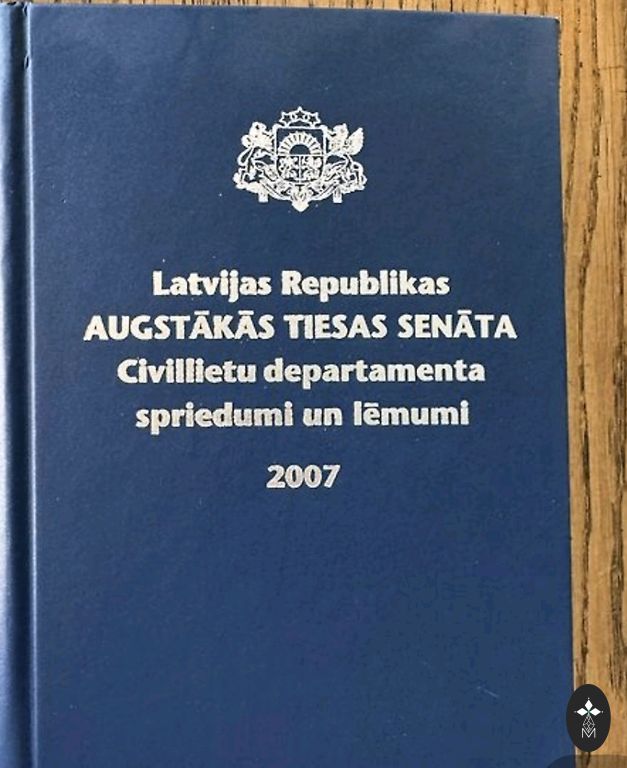 Latvijas Republikas
AUGSTĀKĀS TIESAS SENĀTA
Civillietu departamenta
spriedumi un lēmumi
2007